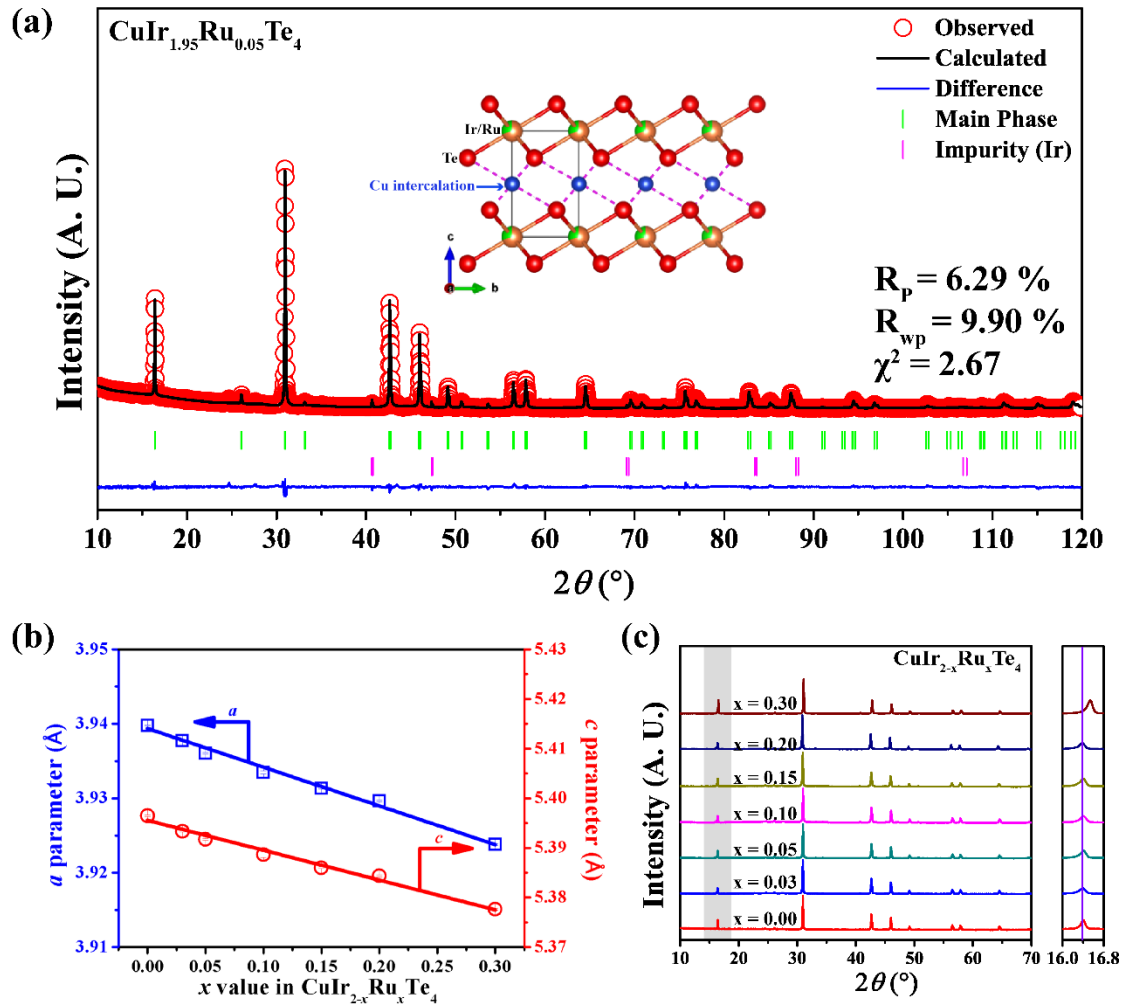 (a)
CuIr1.95Ru0.05Te4
Observed
Calculated
Difference
Main Phase
Impurity (Ir)
Ir/Ru
Te
Cu intercalation
c
b
RP = 6.29 %
Rwp = 9.90 %
χ2 = 2.67
Intensity (A. U.)
10 20 30 40 50 60 70 80 90 100 110 120
2θ (°)
(b)
3.95
3.94
3.93
3.92
3.91
a parameter (Å)
a
c
5.43
5.42
5.41
5.40
5.39
5.38
5.37
c parameter (Å)
0.00 0.05 0.10 0.15 0.20 0.25 0.30
x value in CuIr2-xRuxTe4
(c)
CuIr2-xRuxTe4
x = 0.30
x = 0.20
x = 0.15
x = 0.10
x = 0.05
x = 0.03
x = 0.00
Intensity (A. U.)
10 20 30 40 50 60 70
16.0 16.8
2θ (°)